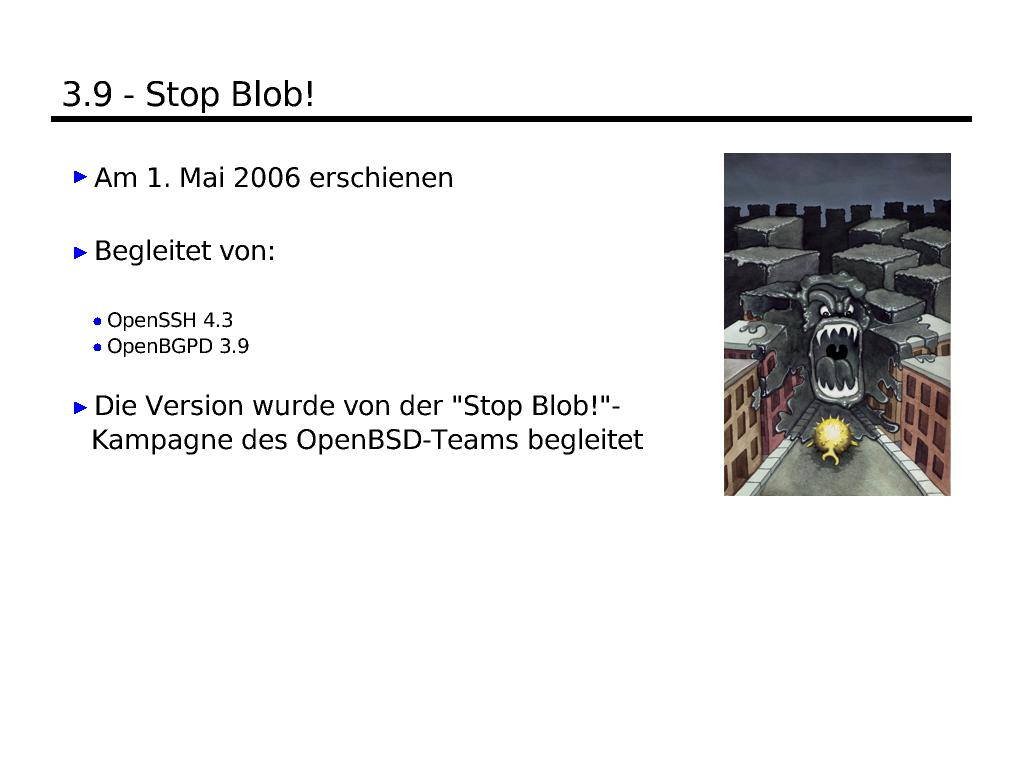 3.9 - Stop Blob!
Am 1. Mai 2006 erschienen
Begleitet von:
OpenSSH 4.3
OpenBGPD 3.9
Die Version wurde von der "Stop Blob!"-
Kampagne des OpenBSD-Teams begleitet